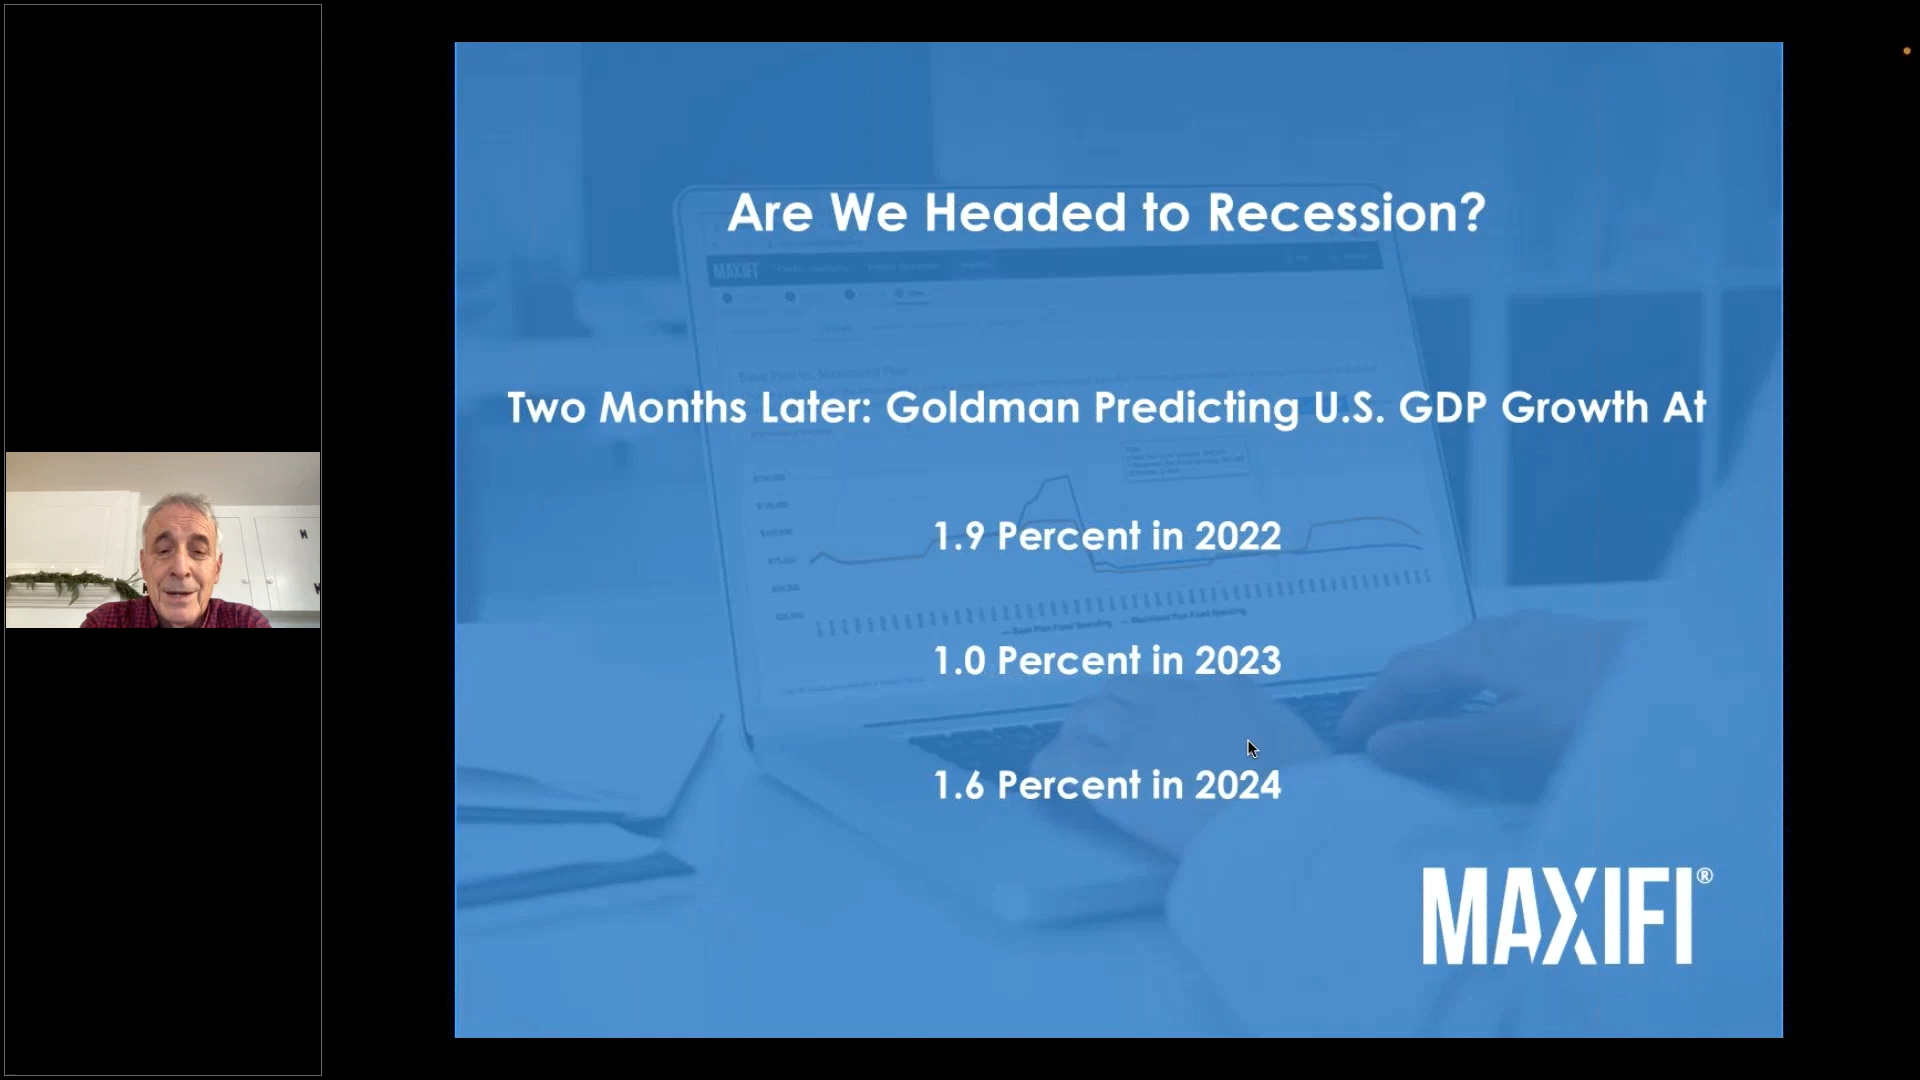 Are We Headed to Recession?
MAXIFI
Two Months Later: Goldman Predicting U.S. GDP Growth At
1.9 Percent in 2022
1.0 Percent in 2023
1.6 Percent in 2024
MAXIFI®